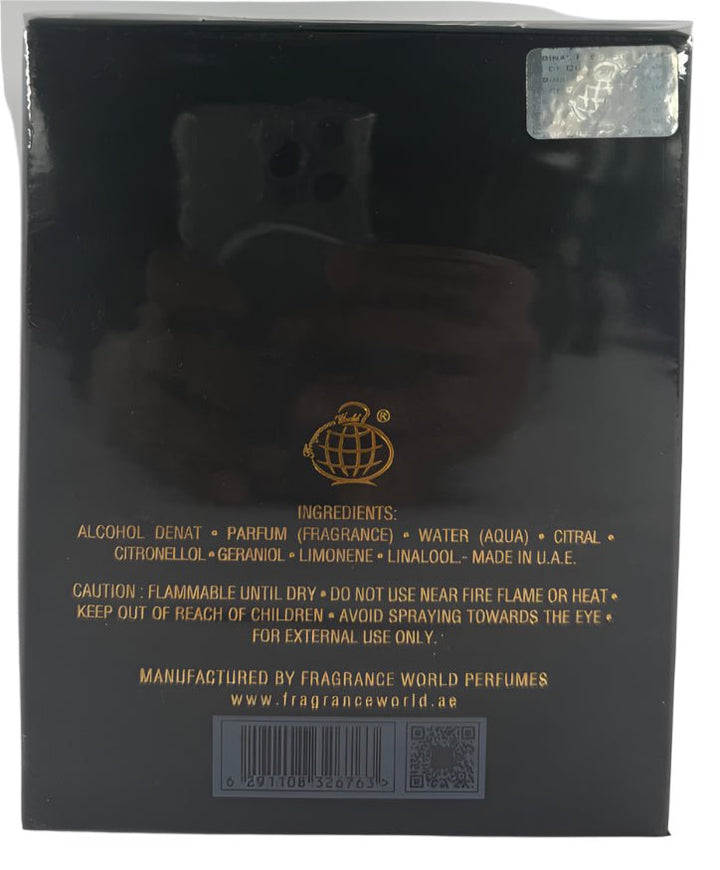 Fragrance World ®
INGREDIENTS:
ALCOHOL DENAT • PARFUM (FRAGRANCE) • WATER (AQUA) • CITRAL •
CITRONELLOL • GERANIOL • LIMONENE • LINALOOL.- MADE IN U.A.E.
CAUTION : FLAMMABLE UNTIL DRY • DO NOT USE NEAR FIRE FLAME OR HEAT •
KEEP OUT OF REACH OF CHILDREN • AVOID SPRAYING TOWARDS THE EYE •
FOR EXTERNAL USE ONLY.
MANUFACTURED BY FRAGRANCE WORLD PERFUMES
www.fragranceworld.ae
6 291108 326763 >